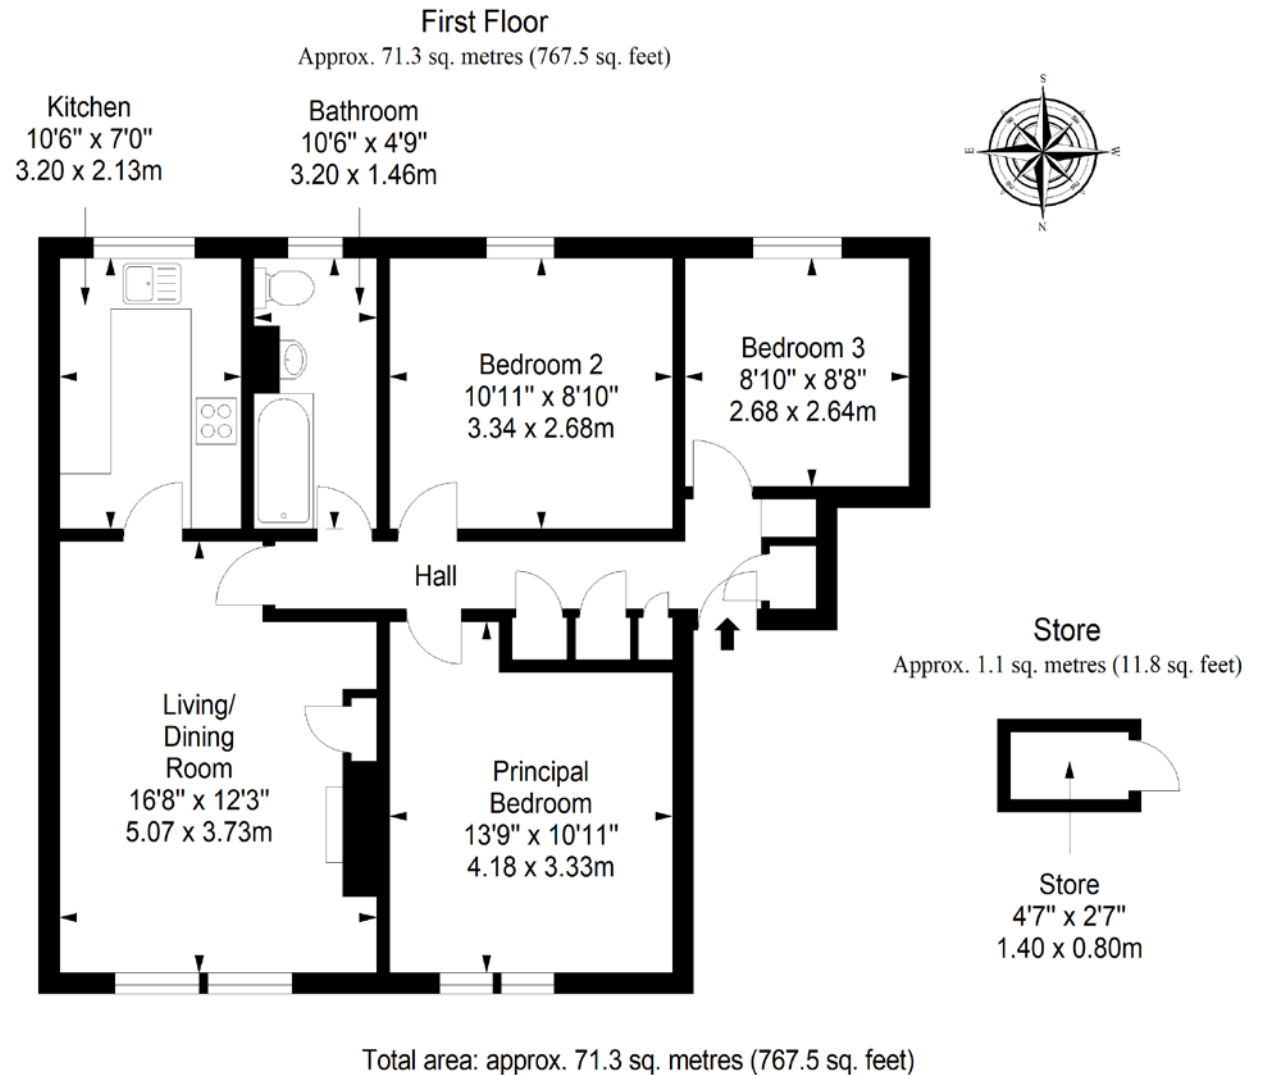 First Floor
Approx. 71.3 sq. metres (767.5 sq. feet)
Kitchen
10'6" x 7'0"
3.20 x 2.13m
Bathroom
10'6" x 4'9"
3.20 x 1.46m
S
E
W
N
Bedroom 2
10'11" x 8'10"
3.34 x 2.68m
Bedroom 3
8'10" x 8'8"
2.68 x 2.64m
Hall
Living/
Dining
Room
16'8" x 12'3"
5.07 x 3.73m
Principal
Bedroom
13'9" x 10'11"
4.18 x 3.33m
Store
Approx. 1.1 sq. metres (11.8 sq. feet)
Store
4'7" x 2'7"
1.40 x 0.80m
Total area: approx. 71.3 sq. metres (767.5 sq. feet)